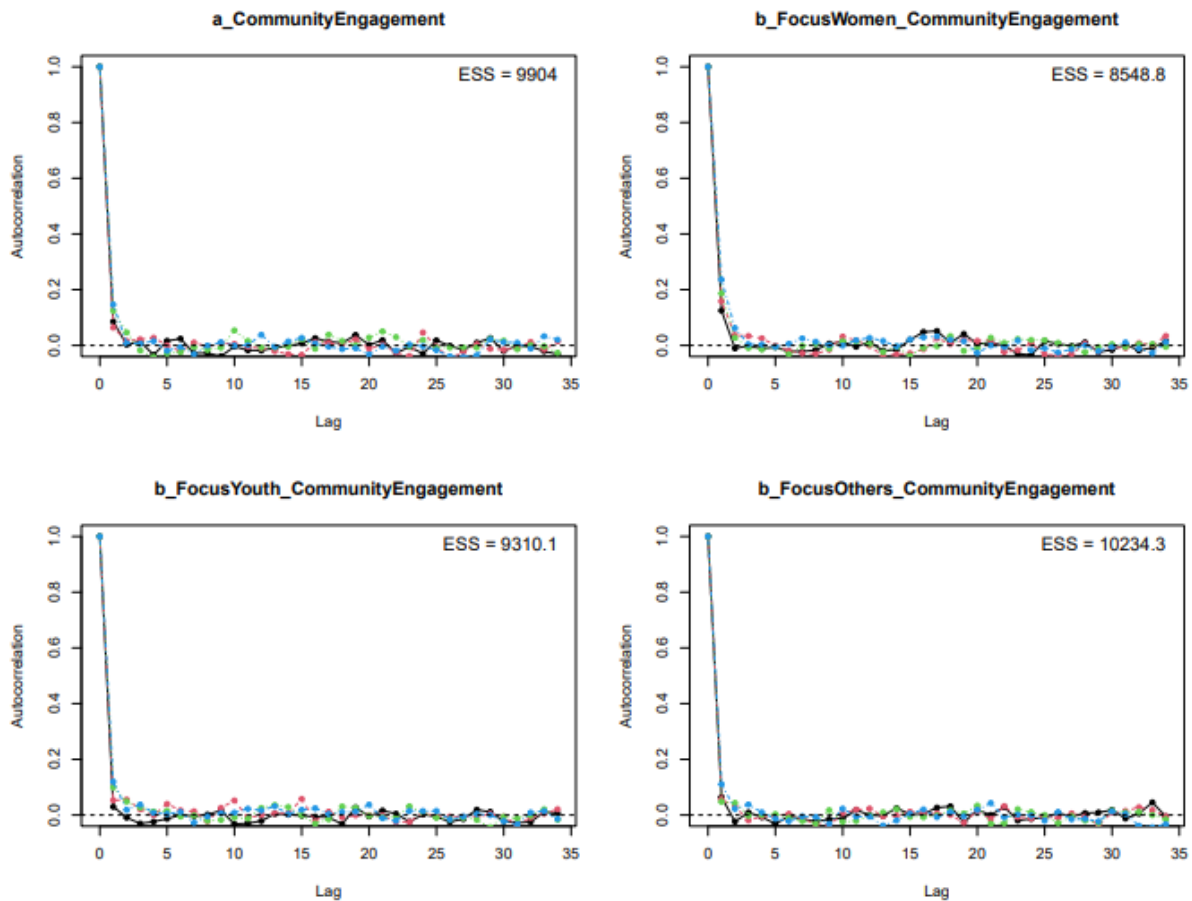 a_CommunityEngagement
ESS = 9904
1.0
0.8
0.6
0.4
0.2
0.0
Autocorrelation
0 5 10 15 20 25 30 35
Lag
b_FocusWomen_CommunityEngagement
ESS = 8548.8
1.0
0.8
0.6
0.4
0.2
0.0
Autocorrelation
0 5 10 15 20 25 30 35
Lag
b_FocusYouth_CommunityEngagement
ESS = 9310.1
1.0
0.8
0.6
0.4
0.2
0.0
Autocorrelation
0 5 10 15 20 25 30 35
Lag
b_FocusOthers_CommunityEngagement
ESS = 10234.3
1.0
0.8
0.6
0.4
0.2
0.0
Autocorrelation
0 5 10 15 20 25 30 35
Lag